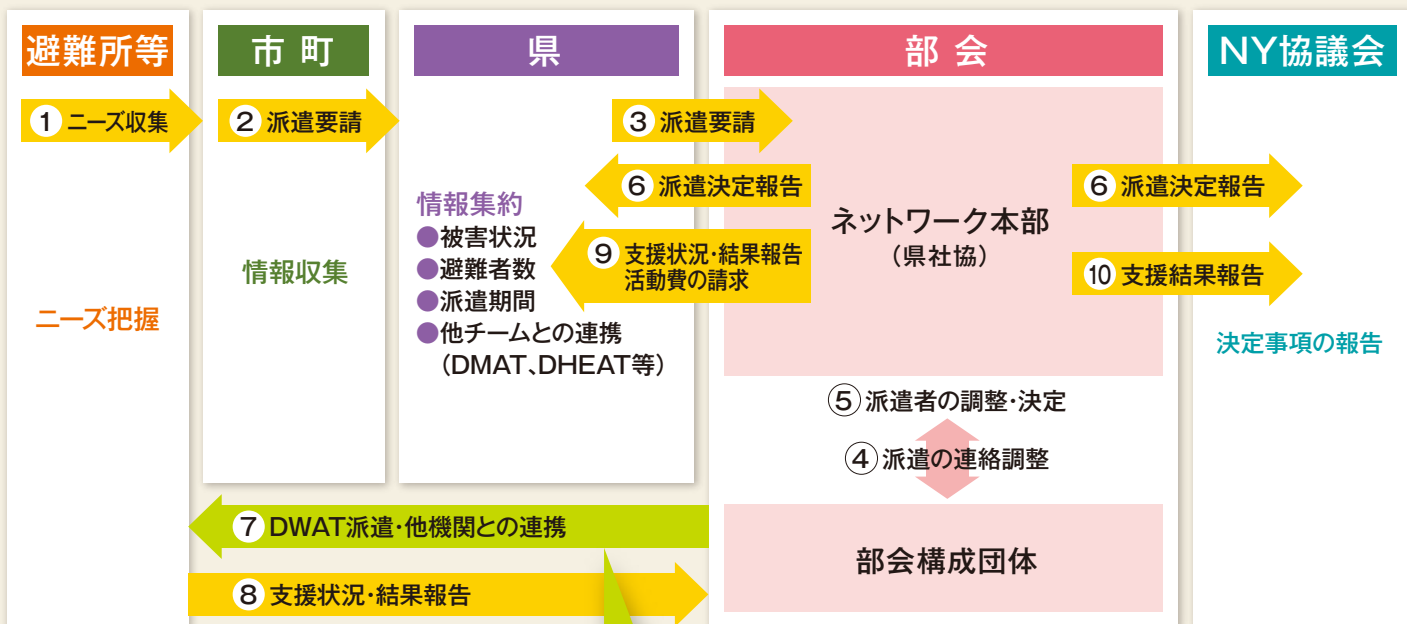 避難所等
市町
県
部会
NY協議会
① ニーズ収集
② 派遣要請
③ 派遣要請
⑥ 派遣決定報告
⑥ 派遣決定報告
情報集約
●被害状況
●避難者数
●派遣期間
●他チームとの連携
(DMAT、DHEAT等)
⑨ 支援状況・結果報告
活動費の請求
ネットワーク本部
(県社協)
⑩ 支援結果報告
情報収集
ニーズ把握
決定事項の報告
⑤ 派遣者の調整・決定
④ 派遣の連絡調整
⑦ DWAT派遣・他機関との連携
部会構成団体
⑧ 支援状況・結果報告